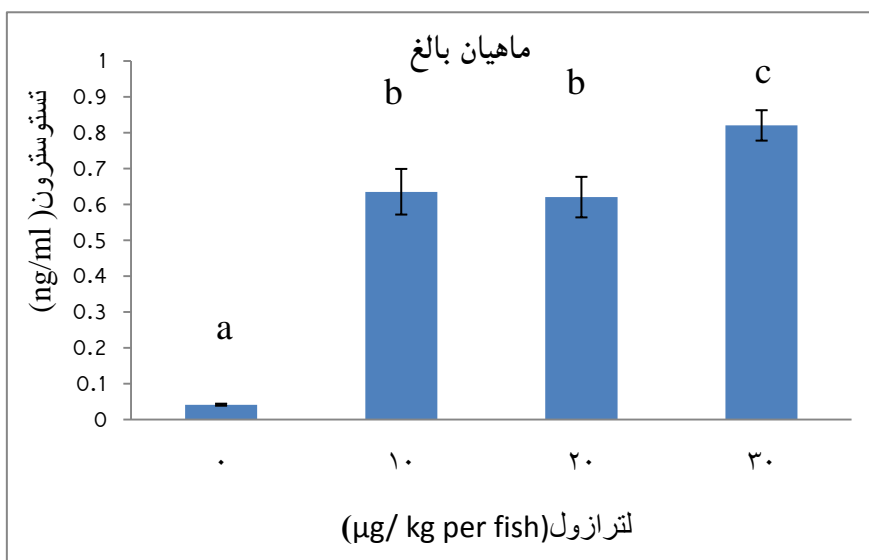 ماهیان بالغ
تستوسترون(ng/ml)
1
0.9
0.8
0.7
0.6
0.5
0.4
0.3
0.2
0.1
0
a
b
b
c
۰
۱۰
۲۰
۳۰
لترازول(µg/ kg per fish)